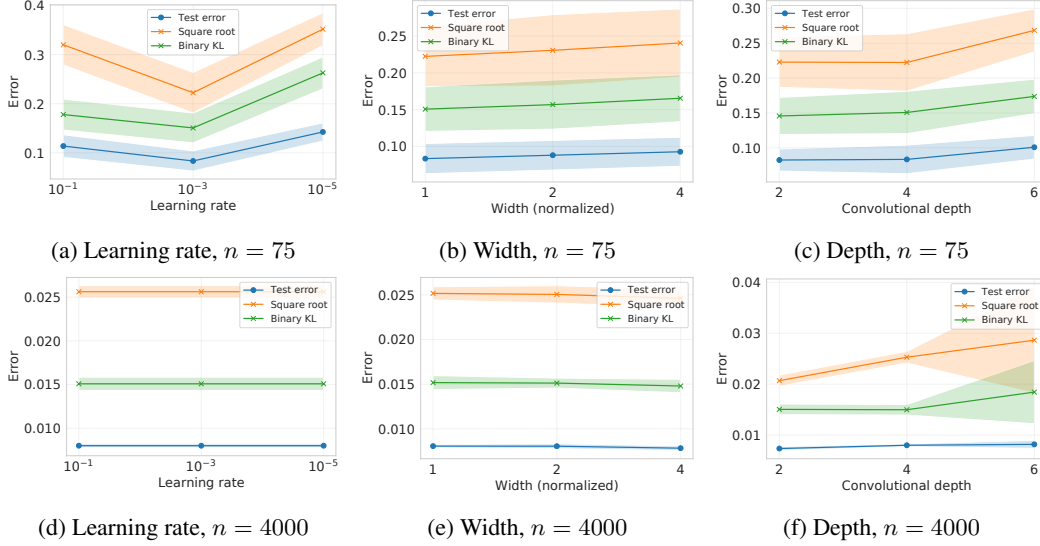 Test error
Square root
Binary KL
0.4
0.3
0.2
0.1
Error
10⁻¹
10⁻³
10⁻⁵
Learning rate
(a) Learning rate, n = 75
Test error
Square root
Binary KL
0.25
0.20
0.15
0.10
Error
1
2
4
Width (normalized)
(b) Width, n = 75
Test error
Square root
Binary KL
0.30
0.25
0.20
0.15
0.10
Error
2
4
6
Convolutional depth
(c) Depth, n = 75
Test error
Square root
Binary KL
0.025
0.020
0.015
0.010
Error
10⁻¹
10⁻³
10⁻⁵
Learning rate
(d) Learning rate, n = 4000
Test error
Square root
Binary KL
0.025
0.020
0.015
0.010
Error
1
2
4
Width (normalized)
(e) Width, n = 4000
Test error
Square root
Binary KL
0.04
0.03
0.02
0.01
Error
2
4
6
Convolutional depth
(f) Depth, n = 4000